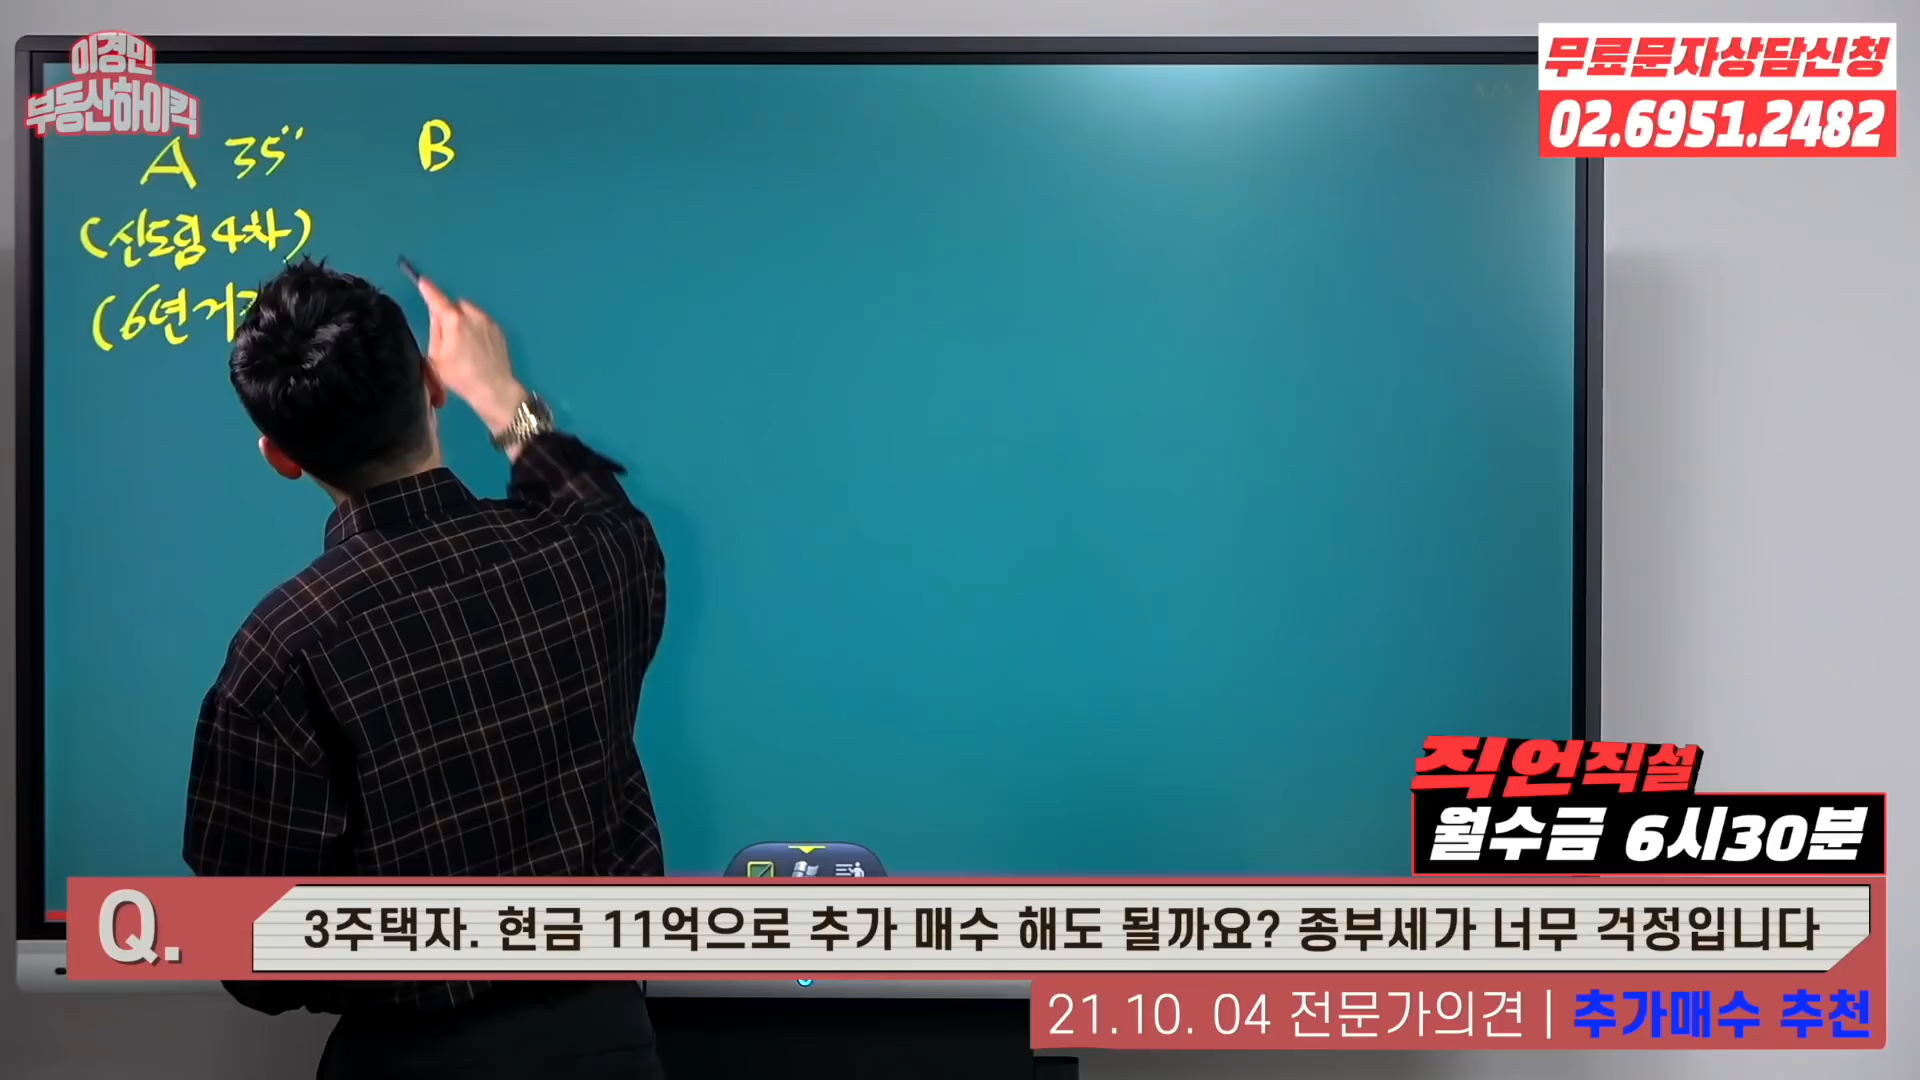 이경민
부동산하이킥
무료문자상담신청
02.6951.2482
A 35'' B
(신도림4차)
(6년거
직언직설
월수금 6시30분
Q. 3주택자. 현금 11억으로 추가 매수 해도 될까요? 종부세가 너무 걱정입니다
21.10. 04 전문가의견 | 추가매수 추천